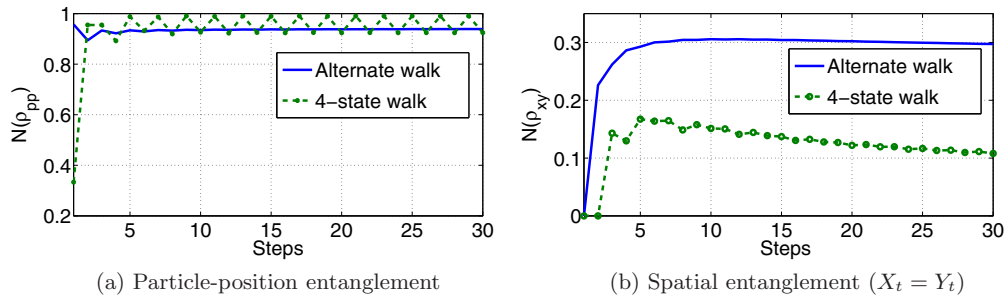 1
0.8
0.6
0.4
0.2
N(ρpp)
Alternate walk
4−state walk
5 10 15 20 25 30
Steps
(a) Particle-position entanglement
0.3
0.2
0.1
0
N(ρxy)
Alternate walk
4−state walk
5 10 15 20 25 30
Steps
(b) Spatial entanglement (Xt = Yt)